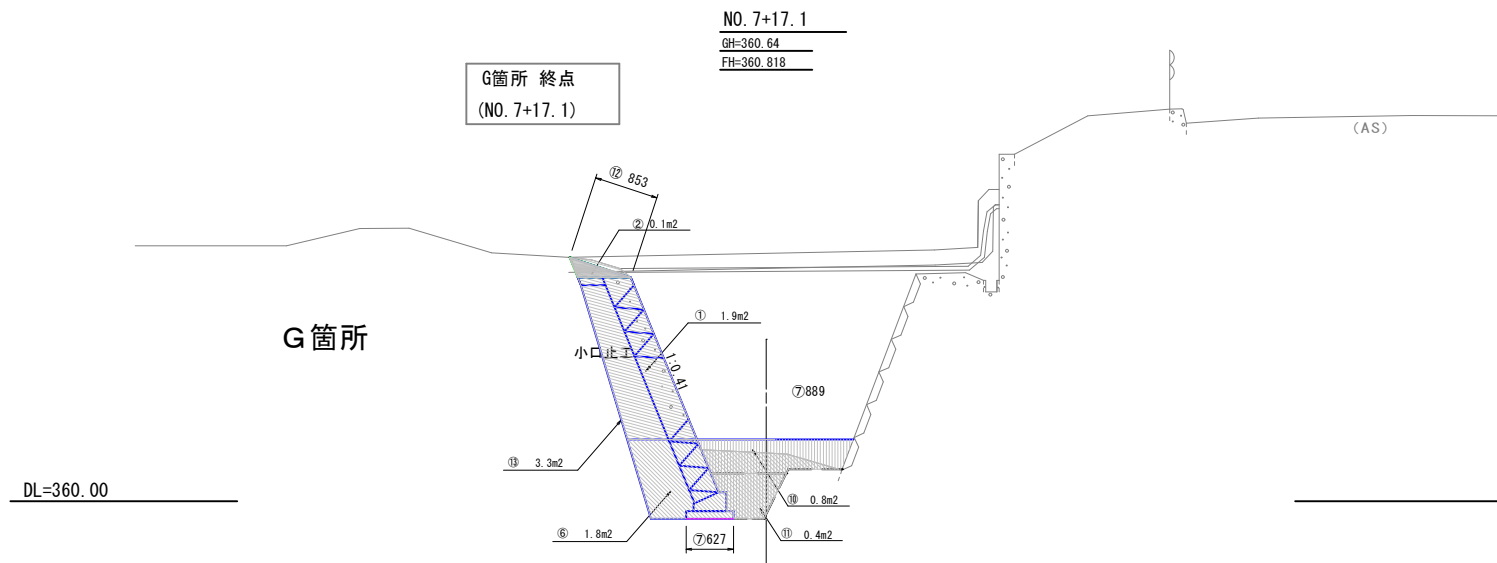 NO.7+17.1
GH=360.64
FH=360.818
G箇所 終点
(NO.7+17.1)
(AS)
⑫ 853
② 0.1m2
① 1.9m2
G箇所
小口止工
1:0.41
⑦889
⑬ 3.3m2
DL=360.00
⑩ 0.8m2
⑥ 1.8m2
⑦627
⑪ 0.4m2